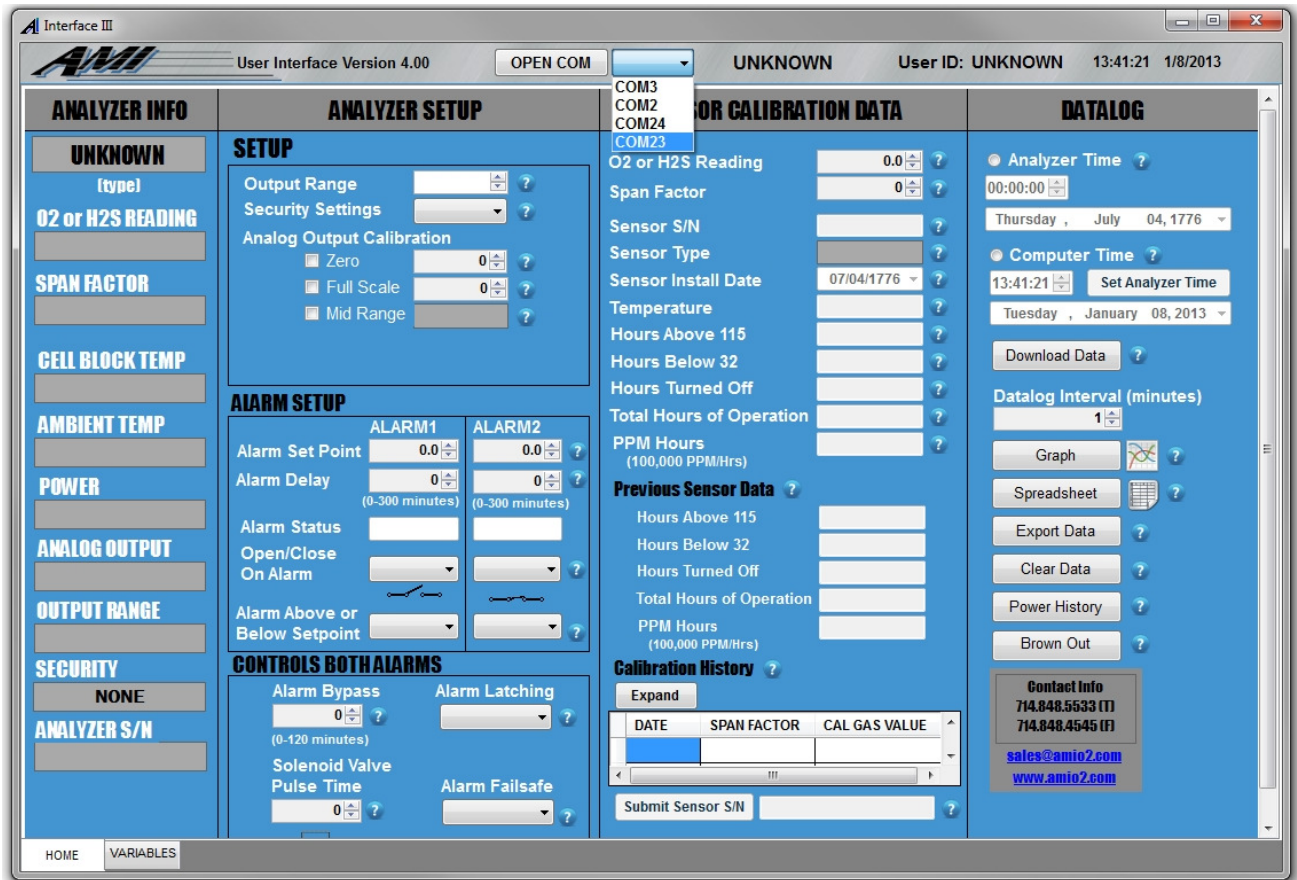 Interface III
AMI
User Interface Version 4.00
OPEN COM
UNKNOWN
User ID: UNKNOWN
13:41:21 1/8/2013
COM3
COM2
COM24
COM23
ANALYZER INFO
UNKNOWN
(type)
O2 or H2S READING
SPAN FACTOR
CELL BLOCK TEMP
AMBIENT TEMP
POWER
ANALOG OUTPUT
OUTPUT RANGE
SECURITY
NONE
ANALYZER S/N
ANALYZER SETUP
SETUP
Output Range
Security Settings
Analog Output Calibration
Zero 0
Full Scale 0
Mid Range
ALARM SETUP
ALARM1 ALARM2
Alarm Set Point 0.0 0.0
Alarm Delay 0 0
(0-300 minutes) (0-300 minutes)
Alarm Status
Open/Close
On Alarm
Alarm Above or
Below Setpoint
CONTROLS BOTH ALARMS
Alarm Bypass Alarm Latching
0
(0-120 minutes)
Solenoid Valve
Pulse Time Alarm Failsafe
0
OR CALIBRATION DATA
O2 or H2S Reading 0.0
Span Factor 0
Sensor S/N
Sensor Type
Sensor Install Date 07/04/1776
Temperature
Hours Above 115
Hours Below 32
Hours Turned Off
Total Hours of Operation
PPM Hours
(100,000 PPM/Hrs)
Previous Sensor Data
Hours Above 115
Hours Below 32
Hours Turned Off
Total Hours of Operation
PPM Hours
(100,000 PPM/Hrs)
Calibration History
Expand
DATE SPAN FACTOR CAL GAS VALUE
Submit Sensor S/N
DATALOG
Analyzer Time
00:00:00
Thursday , July 04, 1776
Computer Time
13:41:21 Set Analyzer Time
Tuesday , January 08, 2013
Download Data
Datalog Interval (minutes)
1
Graph
Spreadsheet
Export Data
Clear Data
Power History
Brown Out
Contact Info
714.848.5533 (T)
714.848.4545 (F)
sales@amio2.com
www.amio2.com
HOME VARIABLES